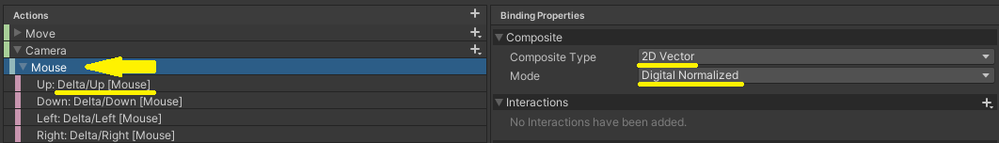 Actions
+
Move
+
Camera
+
Mouse
Up: Delta/Up [Mouse]
Down: Delta/Down [Mouse]
Left: Delta/Left [Mouse]
Right: Delta/Right [Mouse]
Binding Properties
Composite
Composite Type 2D Vector
Mode Digital Normalized
Interactions
+
No Interactions have been added.